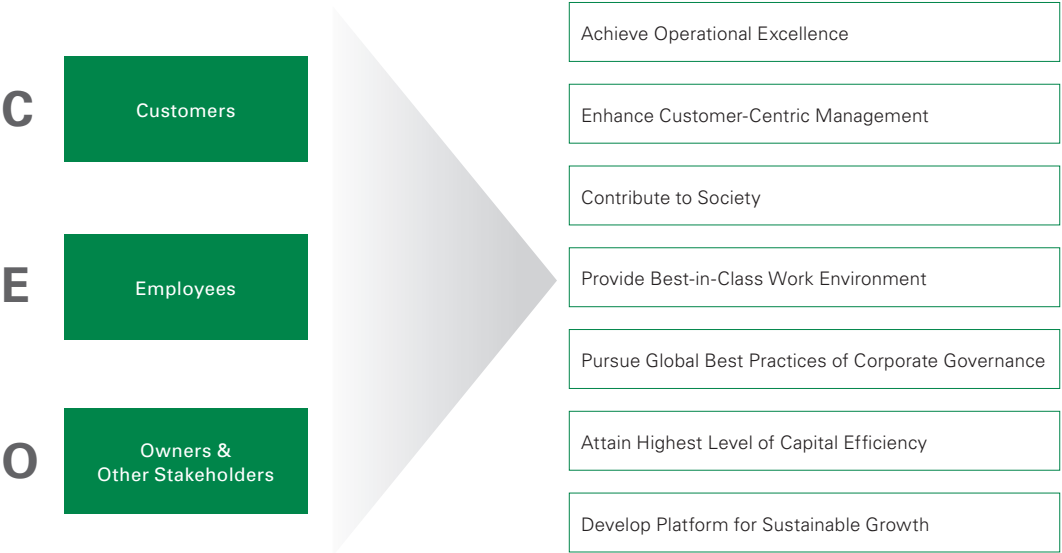 C
Customers
E
Employees
O
Owners &
Other Stakeholders
Achieve Operational Excellence
Enhance Customer-Centric Management
Contribute to Society
Provide Best-in-Class Work Environment
Pursue Global Best Practices of Corporate Governance
Attain Highest Level of Capital Efficiency
Develop Platform for Sustainable Growth